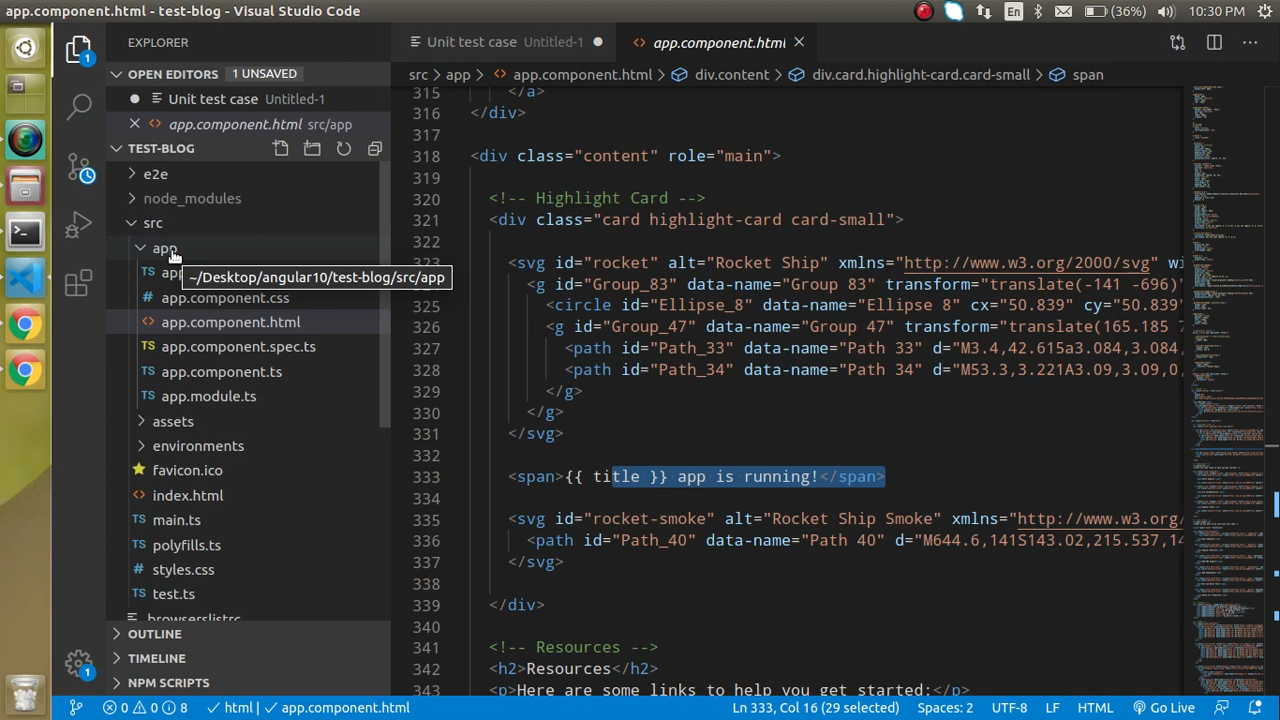 app.component.html - test-blog - Visual Studio Code
En
(36%)
10:30 PM
EXPLORER
OPEN EDITORS
1 UNSAVED
Unit test case Untitled-1
app.component.html src/app
TEST-BLOG
e2e
node_modules
src
app
~/Desktop/angular10/test-blog/src/app
TS
# app.component.css
<> app.component.html
TS app.component.spec.ts
TS app.component.ts
TS app.module.ts
assets
environments
favicon.ico
<> index.html
TS main.ts
TS polyfills.ts
# styles.css
TS test.ts
.browserslistrc
OUTLINE
TIMELINE
NPM SCRIPTS
1
1
Unit test case Untitled-1
<> app.component.html
src > app > <> app.component.html > div.content > div.card.highlight-card.card-small > span
315 </a>
316 </div>
317
318 <div class="content" role="main">
319
320 <!-- Highlight Card -->
321 <div class="card highlight-card card-small">
322
323 <svg id="rocket" alt="Rocket Ship" xmlns="http://www.w3.org/2000/svg" wi
<g id="Group_83" data-name="Group 83" transform="translate(-141 -696)"
325 <circle id="Ellipse_8" data-name="Ellipse 8" cx="50.839" cy="50.839"
326 <g id="Group_47" data-name="Group 47" transform="translate(165.185 7
327 <path id="Path_33" data-name="Path 33" d="M3.4,42.615a3.084,3.084,
328 <path id="Path_34" data-name="Path 34" d="M53.3,3.221A3.09,3.09,0,
329 </g>
330 </g>
331 </svg>
332
333 <span>{{ title }} app is running!</span>
334
335 <svg id="rocket-smoke" alt="Rocket Ship Smoke" xmlns="http://www.w3.org/
336 <path id="Path_40" data-name="Path 40" d="M644.6,141S143.02,215.537,14
337 </svg>
338
339 </div>
340
341 <!-- Resources -->
342 <h2>Resources</h2>
343 <p>Here are some links to help you get started:</p>
0 0 8 html app.component.html
Ln 333, Col 16 (29 selected) Spaces: 2 UTF-8 LF HTML Go Live